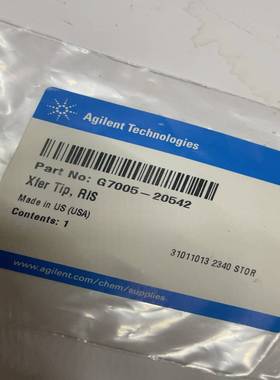 Agilent Technologies
Part No: G7005-20542
Xfer Tip, RIS
Made in US (USA)
Contents: 1
31011013 2340 STOR
www.agilent.com/chem/supplies